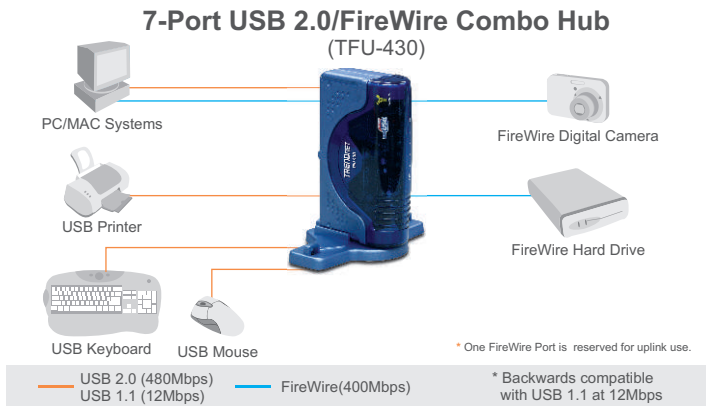 7-Port USB 2.0/FireWire Combo Hub
(TFU-430)
PC/MAC Systems
FireWire Digital Camera
TRENDNET
USB Printer
FireWire Hard Drive
USB Keyboard
USB Mouse
* One FireWire Port is reserved for uplink use.
USB 2.0 (480Mbps)
USB 1.1 (12Mbps)
FireWire(400Mbps)
* Backwards compatible
with USB 1.1 at 12Mbps